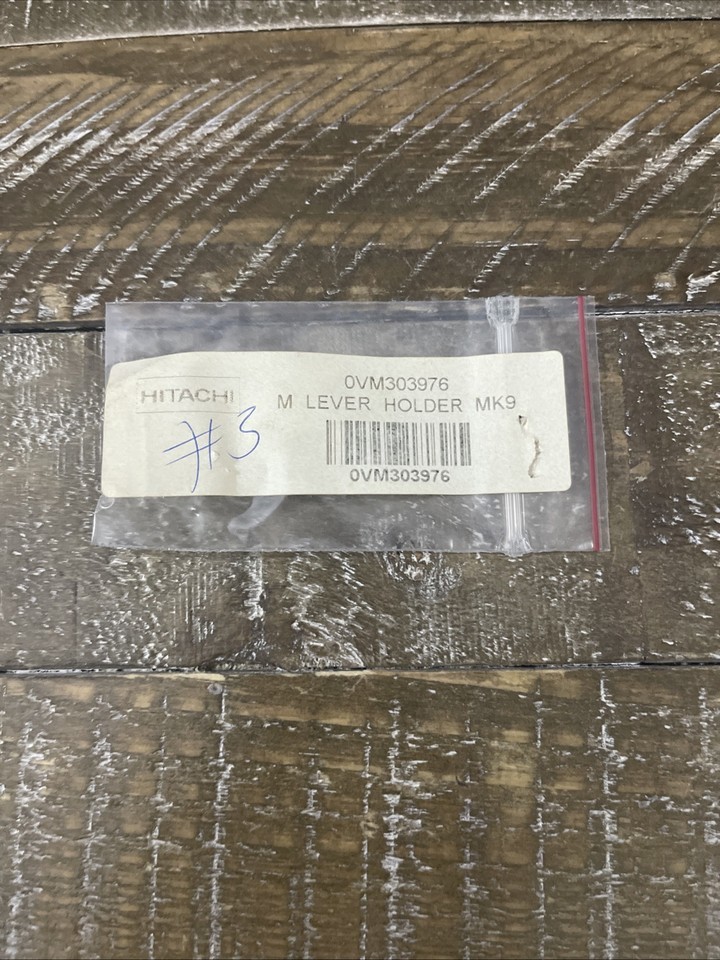 HITACHI
0VM303976
M LEVER HOLDER MK9
#3
0VM303976